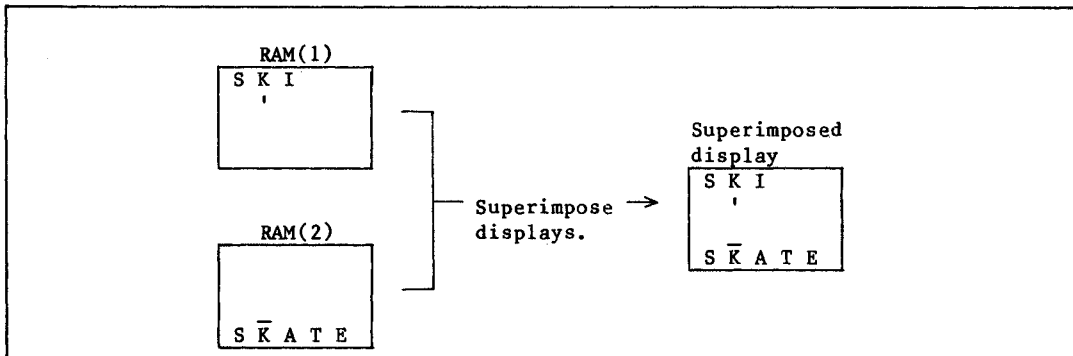 RAM(1)
S K I
'
RAM(2)
S K̅ A T E
Superimpose
displays.
Superimposed
display
S K I
'
S K̅ A T E